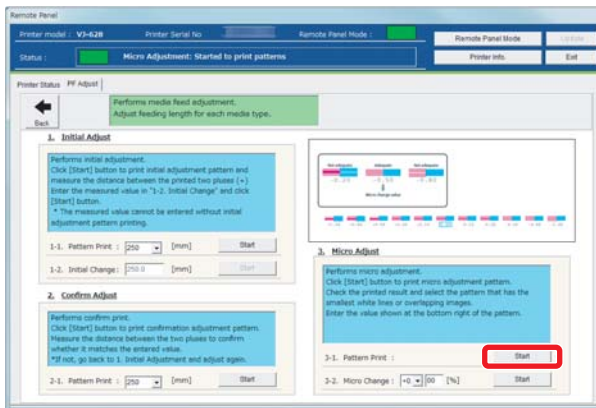 Remote Panel
Printer model : VJ-628 Printer Serial No Remote Panel Mode :
Remote Panel Mode Update
Status : Micro Adjustment: Started to print patterns
Printer Info. Exit
Printer Status PF Adjust
Back
Performs media feed adjustment.
Adjust feeding length for each media type.
1. Initial Adjust
Performs initial adjustment.
Click [Start] button to print initial adjustment pattern and
measure the distance between the printed two pluses (+)
Enter the measured value in "1-2. Initial Change" and click
[Start] button.
* The measured value cannot be entered without initial
adjustment pattern printing.
1-1. Pattern Print : 250 [mm] Start
1-2. Initial Change : 250.0 [mm] Start
2. Confirm Adjust
Performs confirm print.
Click [Start] button to print confirmation adjustment pattern.
Measure the distance between the two pluses to confirm
whether it matches the entered value.
*If not, go back to 1. Initial Adjustment and adjust again.
2-1. Pattern Print : 250 [mm] Start
Not adequate Adequate Not adequate
Micro change value
3. Micro Adjust
Performs micro adjustment.
Click [Start] button to print micro adjustment pattern.
Check the printed result and select the pattern that has the
smallest white lines or overlapping images.
Enter the value shown at the bottom right of the pattern.
3-1. Pattern Print : Start
3-2. Micro Change : +0. 00 [%] Start